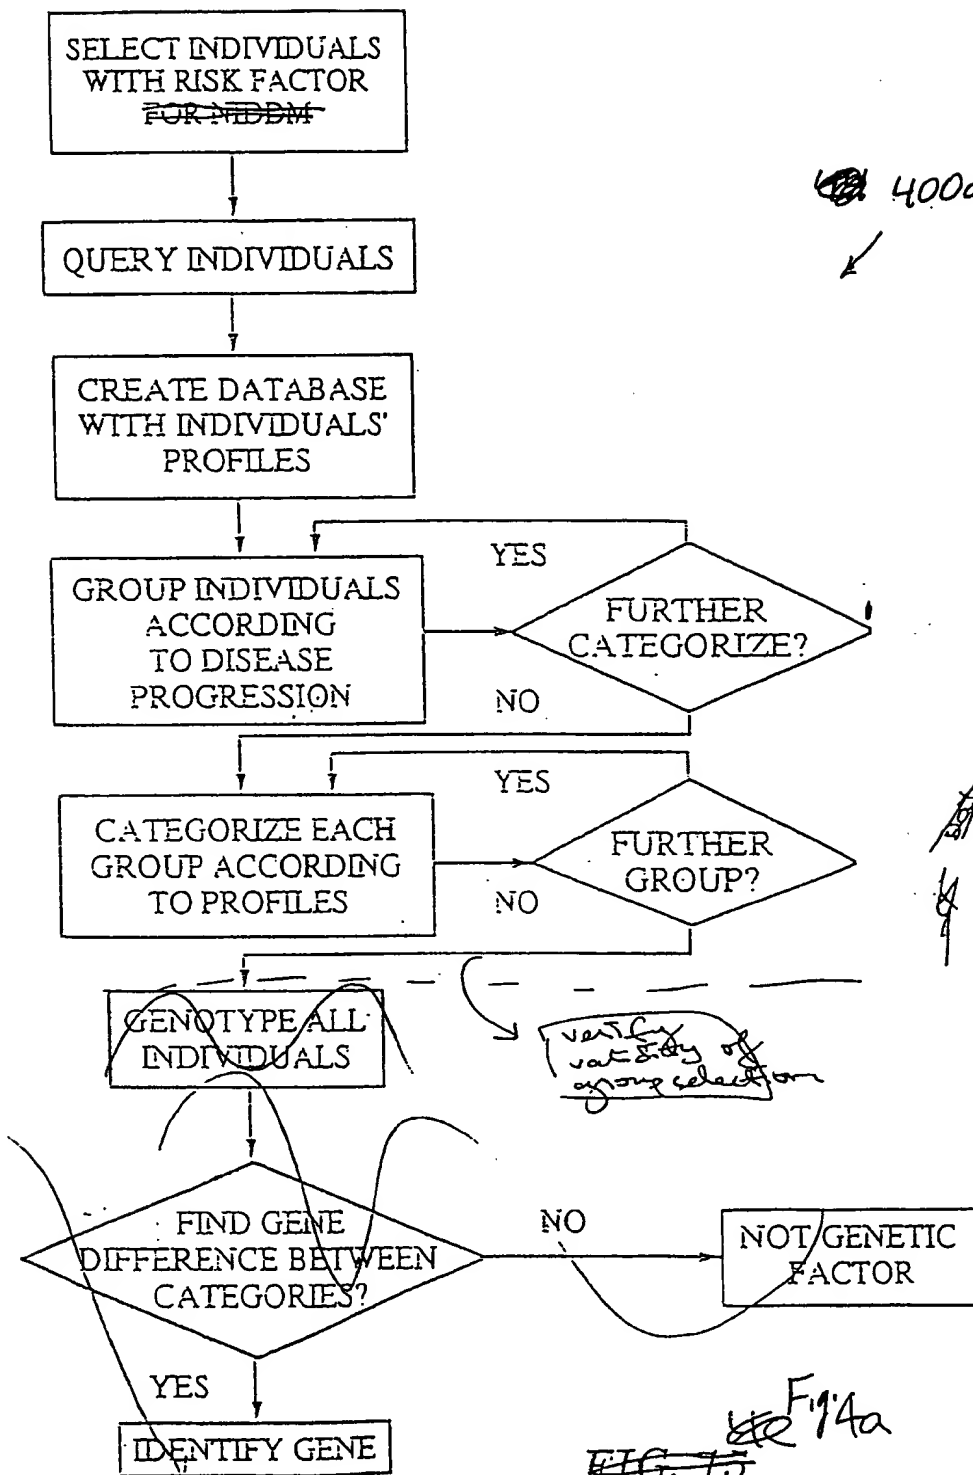 SELECT INDIVIDUALS
WITH RISK FACTOR
FOR NIDDM
400a
QUERY INDIVIDUALS
CREATE DATABASE
WITH INDIVIDUALS'
PROFILES
YES
GROUP INDIVIDUALS
ACCORDING
TO DISEASE
PROGRESSION
FURTHER
CATEGORIZE?
NO
YES
CATEGORIZE EACH
GROUP ACCORDING
TO PROFILES
FURTHER
GROUP?
NO
GENOTYPE ALL
INDIVIDUALS
verify
validity of
group selection
FIND GENE
DIFFERENCE BETWEEN
CATEGORIES?
NO
NOT GENETIC
FACTOR
YES
IDENTIFY GENE
Fig. 4a